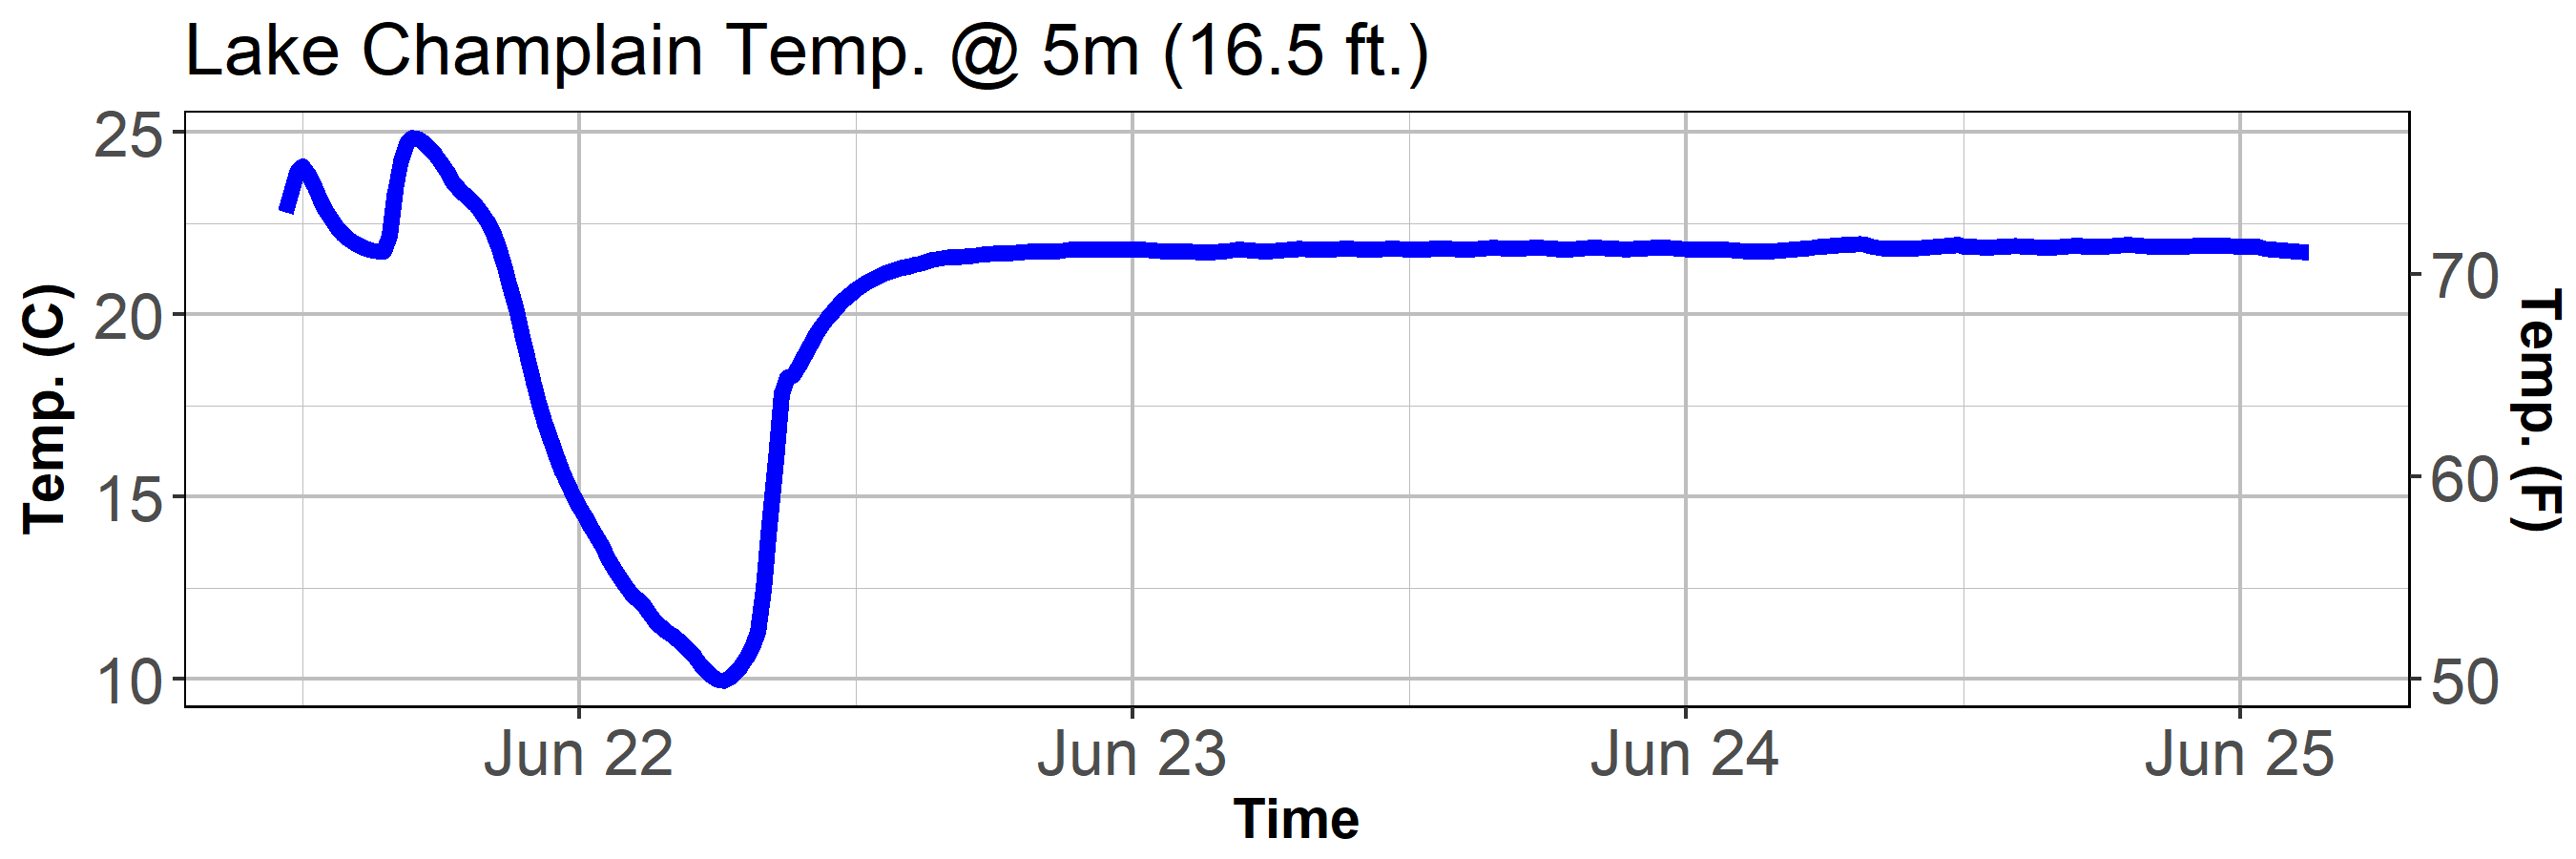 Lake Champlain Temp. @ 5m (16.5 ft.)
Temp. (C)
25
20
15
10
70
60
50
Temp. (F)
Jun 22
Jun 23
Jun 24
Jun 25
Time